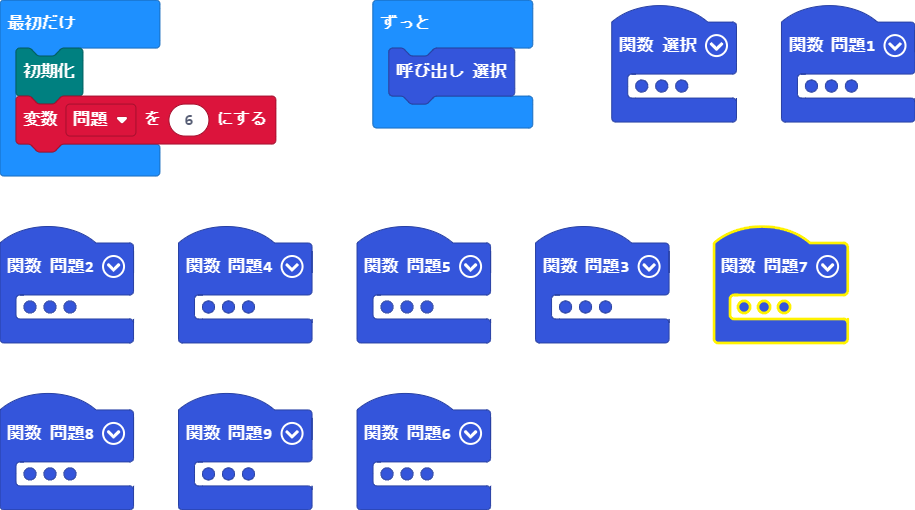 最初だけ
初期化
変数 問題 を 6 にする
ずっと
呼び出し 選択
関数 選択
関数 問題1
関数 問題2
関数 問題4
関数 問題5
関数 問題3
関数 問題7
関数 問題8
関数 問題9
関数 問題6